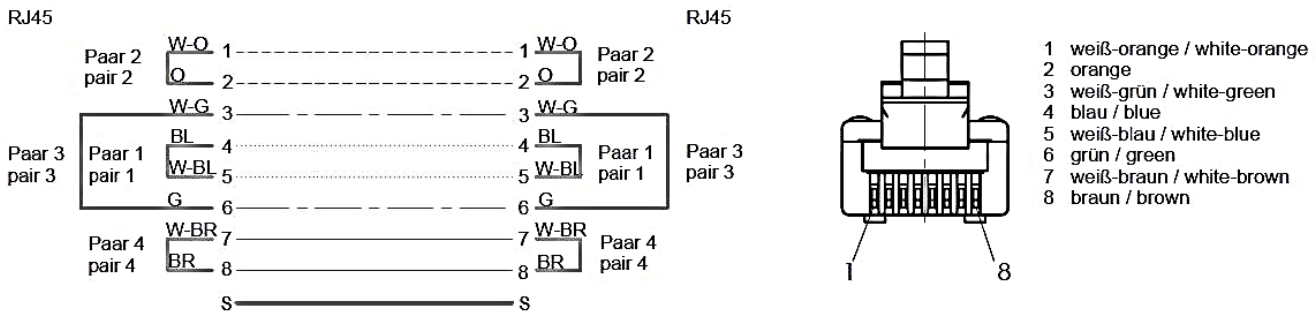 RJ45
RJ45
W-O 1 1 W-O
Paar 2 Paar 2
pair 2 pair 2
O 2 2 O
W-G 3 3 W-G
BL 4 4 BL
Paar 3 Paar 1 Paar 1 Paar 3
pair 3 pair 1 pair 1 pair 3
W-BL 5 5 W-BL
G 6 6 G
W-BR 7 7 W-BR
Paar 4 Paar 4
pair 4 pair 4
BR 8 8 BR
S S
1 8
1 weiß-orange / white-orange
2 orange
3 weiß-grün / white-green
4 blau / blue
5 weiß-blau / white-blue
6 grün / green
7 weiß-braun / white-brown
8 braun / brown